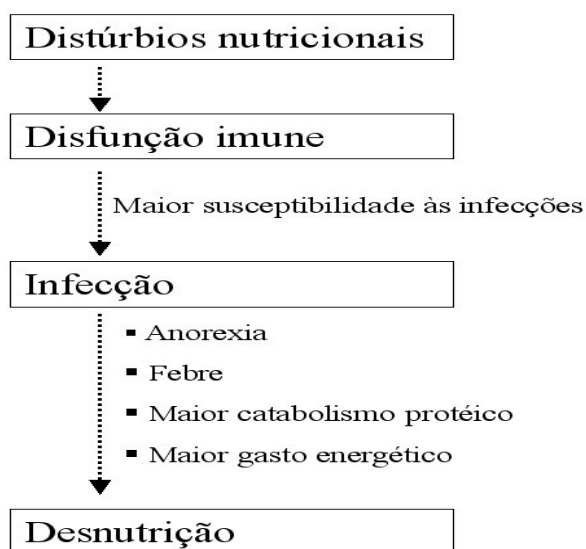 Distúrbios nutricionais
Disfunção imune
Maior susceptibilidade às infecções
Infecção
▪ Anorexia
▪ Febre
▪ Maior catabolismo protéico
▪ Maior gasto energético
Desnutrição